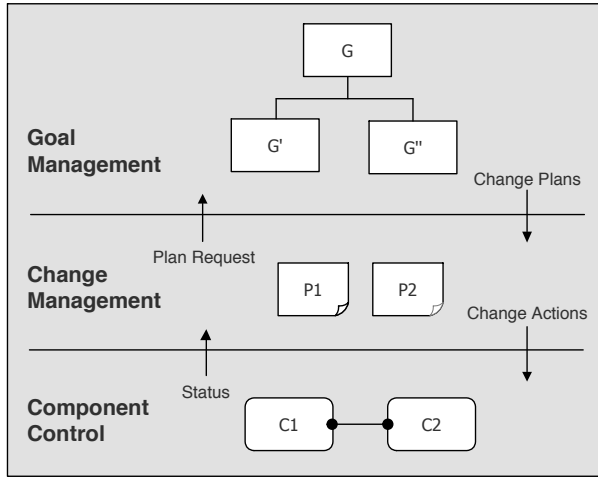 G
G'
G"
Goal
Management
Change Plans
Plan Request
Change
Management
P1
P2
Change Actions
Status
Component
Control
C1
C2